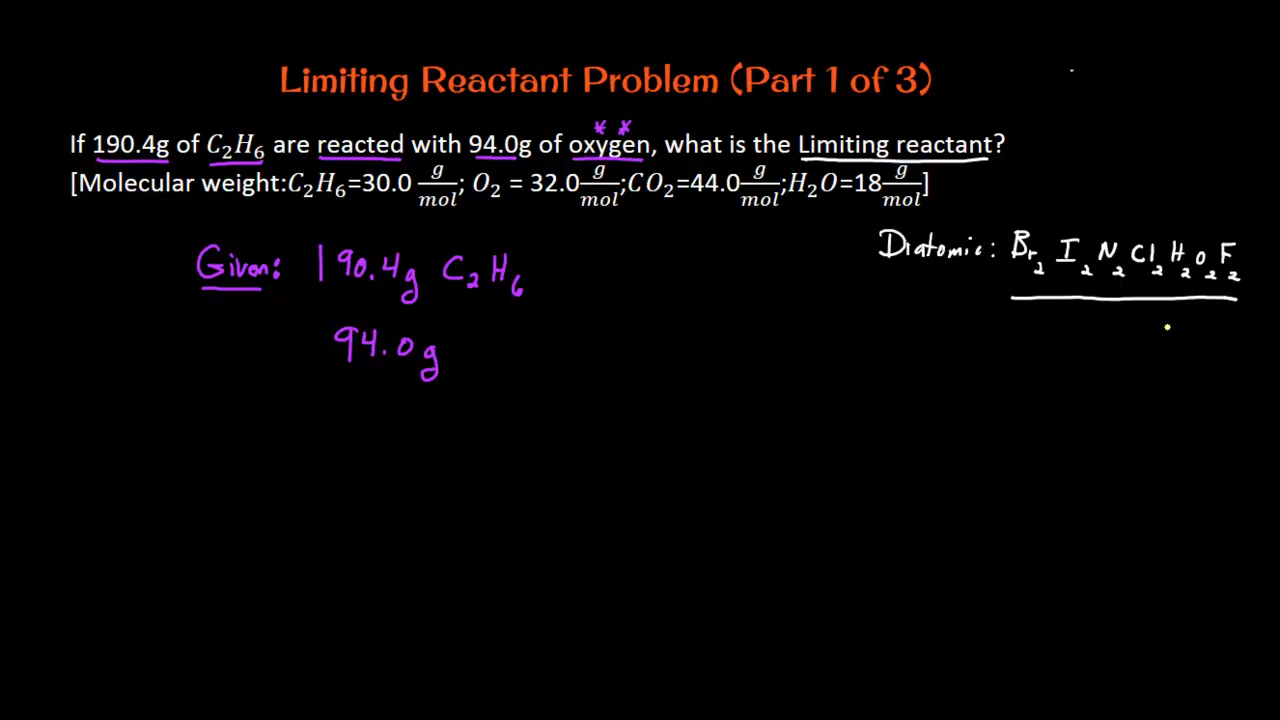 Limiting Reactant Problem (Part 1 of 3)
If 190.4g of C₂H₆ are reacted with 94.0g of oxygen, what is the Limiting reactant?
[Molecular weight:C₂H₆=30.0 g/mol; O₂ = 32.0 g/mol;CO₂=44.0 g/mol;H₂O=18 g/mol]
Diatomic: Br₂ I₂ N₂ Cl₂ H₂ O₂ F₂
Given: 190.4g C₂H₆
94.0g